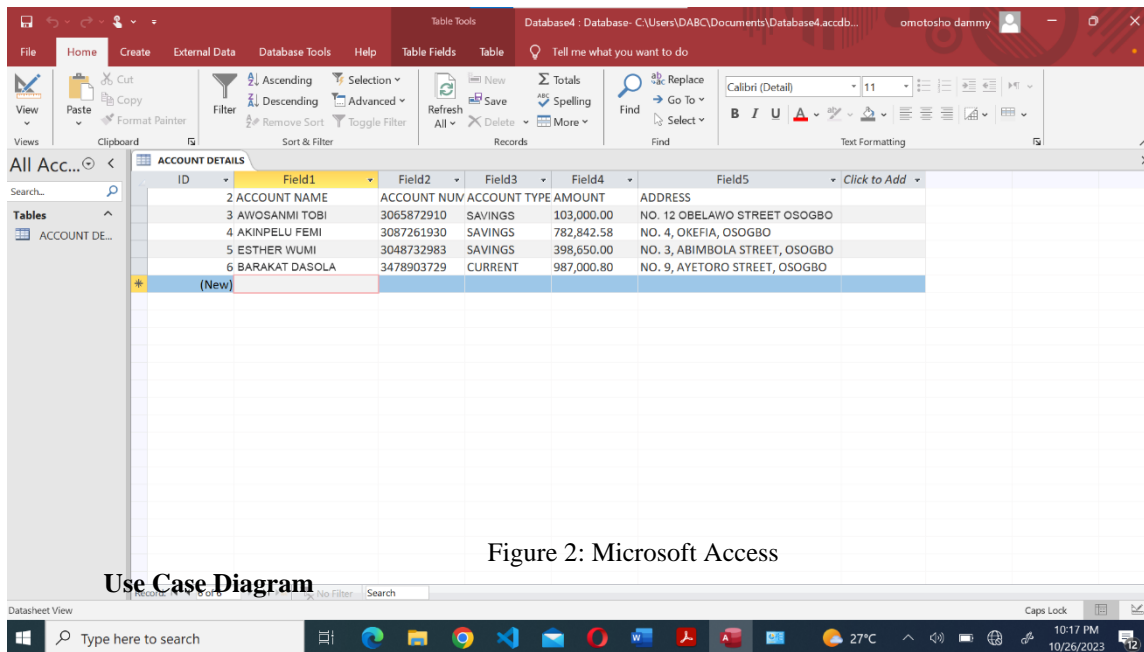 Table Tools Database4 : Database- C:\Users\DABC\Documents\Database4.accdb... omotosho dammy
File Home Create External Data Database Tools Help Table Fields Table Tell me what you want to do
View Paste Cut Copy Format Painter Filter Ascending Descending Remove Sort Selection Advanced Toggle Filter Refresh All New Save Delete Totals Spelling More Find Replace Go To Select Calibri (Detail) 11 B I U A
Views Clipboard Sort & Filter Records Find Text Formatting
All Acc... ACCOUNT DETAILS
Search...
Tables
ACCOUNT DE...
ID Field1 Field2 Field3 Field4 Field5 Click to Add
2 ACCOUNT NAME ACCOUNT NUM ACCOUNT TYPE AMOUNT ADDRESS
3 AWOSANMI TOBI 3065872910 SAVINGS 103,000.00 NO. 12 OBELAWO STREET OSOGBO
4 AKINPELU FEMI 3087261930 SAVINGS 782,842.58 NO. 4, OKEFIA, OSOGBO
5 ESTHER WUMI 3048732983 SAVINGS 398,650.00 NO. 3, ABIMBOLA STREET, OSOGBO
6 BARAKAT DASOLA 3478903729 CURRENT 987,000.80 NO. 9, AYETORO STREET, OSOGBO
(New)
Figure 2: Microsoft Access
Use Case Diagram
No Filter Search
Datasheet View Caps Lock
Type here to search 27°C 10:17 PM
10/26/2023 12